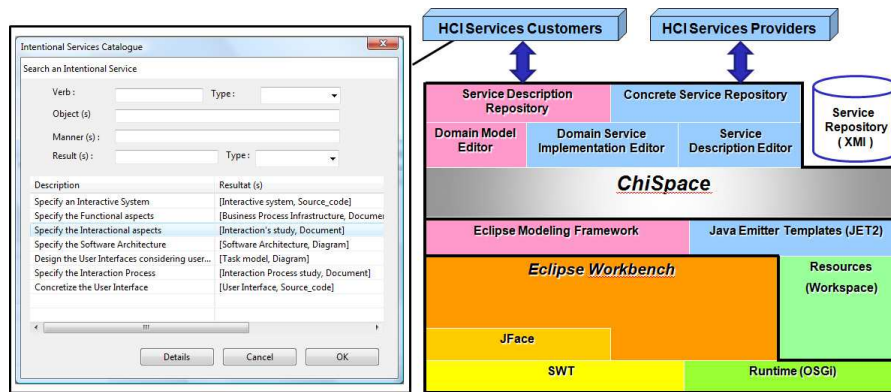 Intentional Services Catalogue
Search an Intentional Service
Verb : Type :
Object (s)
Manner (s) :
Result (s) : Type :
Description Resultat (s)
Specify an Interactive System [Interactive system, Source_code]
Specify the Functional aspects [Business Process Infrastructure, Documen
Specify the Interactional aspects [Interaction's study, Document]
Specify the Software Architecture [Software Architecture, Diagram]
Design the User Interfaces considering user... [Task model, Diagram]
Specify the Interaction Process [Interaction Process study, Document]
Concretize the User Interface [User Interface, Source_code]
Details Cancel OK
HCI Services Customers
HCI Services Providers
Service Description
Repository
Concrete Service Repository
Domain Model
Editor
Domain Service
Implementation Editor
Service
Description Editor
Service
Repository
( XMI )
ChiSpace
Eclipse Modeling Framework
Java Emitter Templates (JET2)
Eclipse Workbench
Resources
(Workspace)
JFace
SWT
Runtime (OSGi)